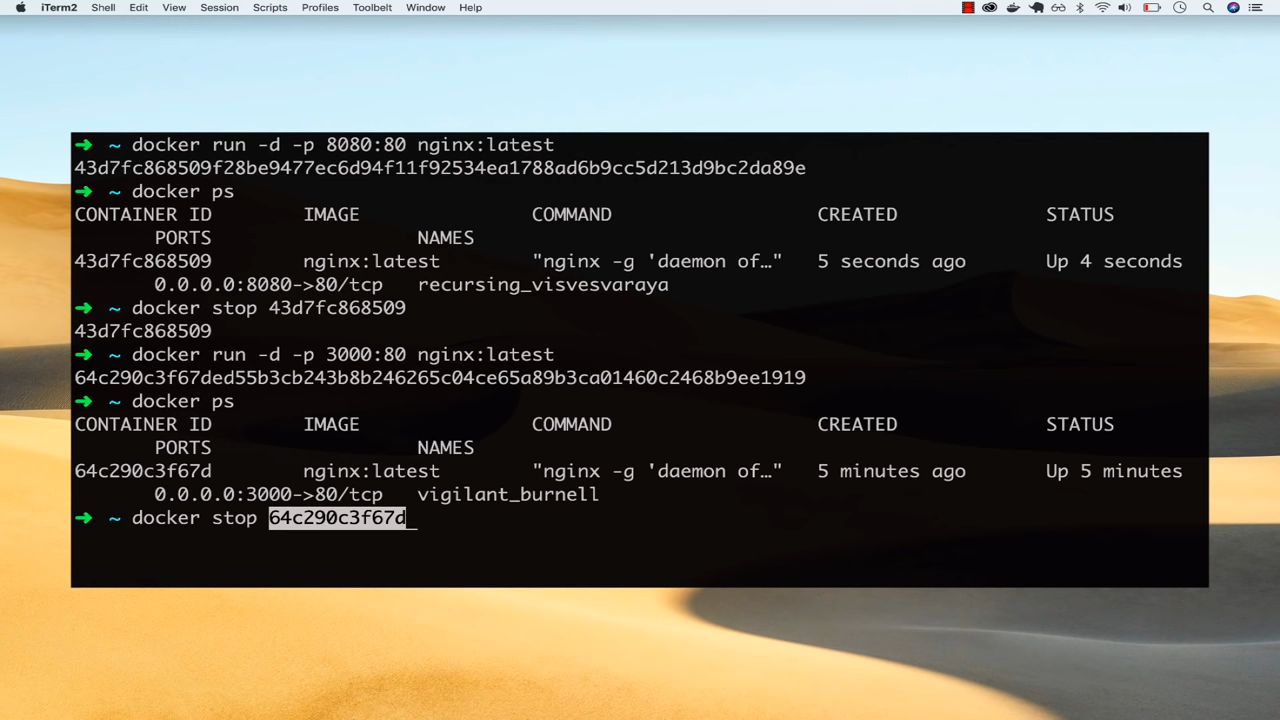 iTerm2 Shell Edit View Session Scripts Profiles Toolbelt Window Help
➜ ~ docker run -d -p 8080:80 nginx:latest
43d7fc868509f28be9477ec6d94f11f92534ea1788ad6b9cc5d213d9bc2da89e
➜ ~ docker ps
CONTAINER ID IMAGE COMMAND CREATED STATUS
PORTS NAMES
43d7fc868509 nginx:latest "nginx -g 'daemon of…" 5 seconds ago Up 4 seconds
0.0.0.0:8080->80/tcp recursing_visvesvaraya
➜ ~ docker stop 43d7fc868509
43d7fc868509
➜ ~ docker run -d -p 3000:80 nginx:latest
64c290c3f67ded55b3cb243b8b246265c04ce65a89b3ca01460c2468b9ee1919
➜ ~ docker ps
CONTAINER ID IMAGE COMMAND CREATED STATUS
PORTS NAMES
64c290c3f67d nginx:latest "nginx -g 'daemon of…" 5 minutes ago Up 5 minutes
0.0.0.0:3000->80/tcp vigilant_burnell
➜ ~ docker stop 64c290c3f67d_